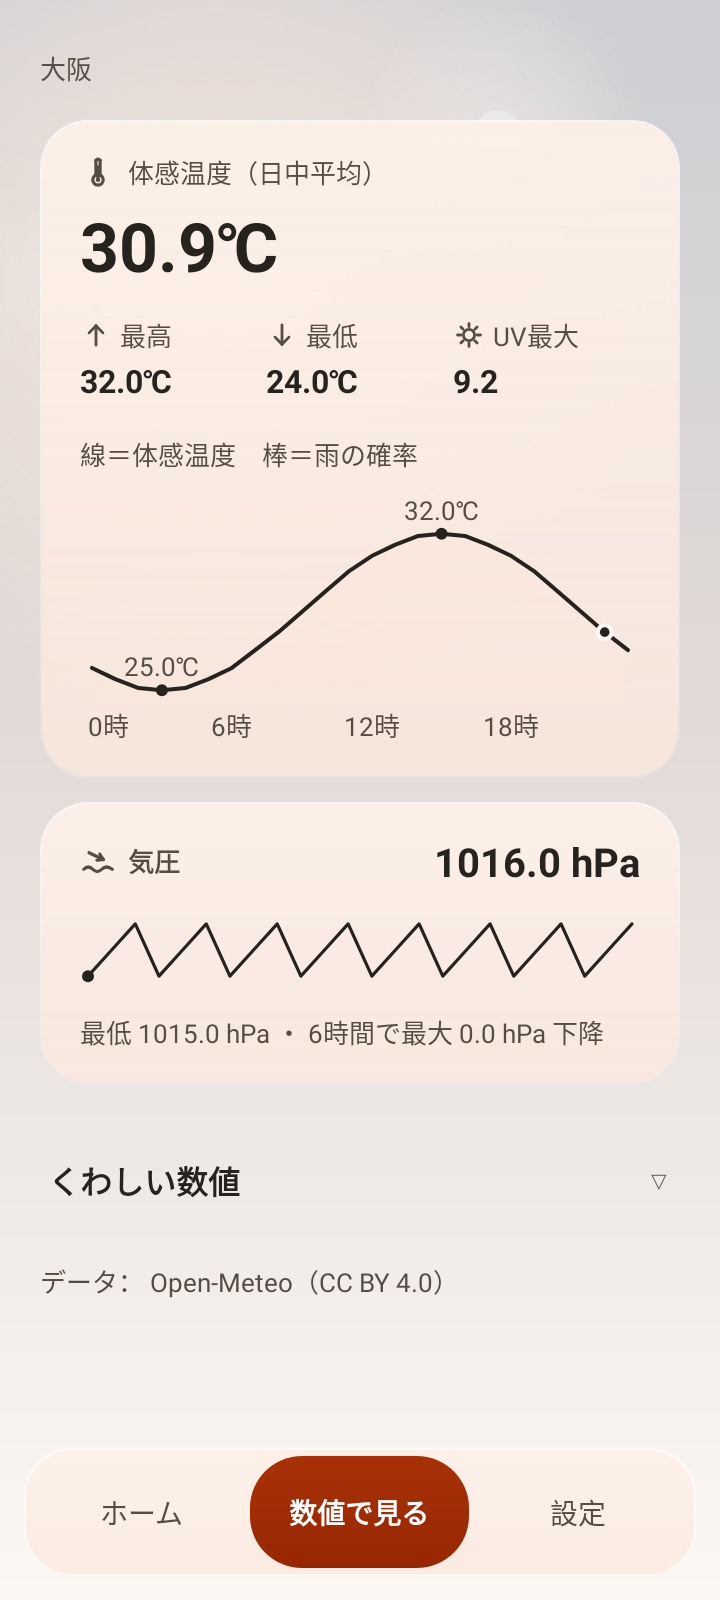 大阪
体感温度（日中平均）
30.9℃
最高 最低 UV最大
32.0℃ 24.0℃ 9.2
線＝体感温度　棒＝雨の確率
32.0℃
25.0℃
0時 6時 12時 18時
気圧 1016.0 hPa
最低 1015.0 hPa ・ 6時間で最大 0.0 hPa 下降
くわしい数値 ▽
データ： Open-Meteo（CC BY 4.0）
ホーム 数値で見る 設定